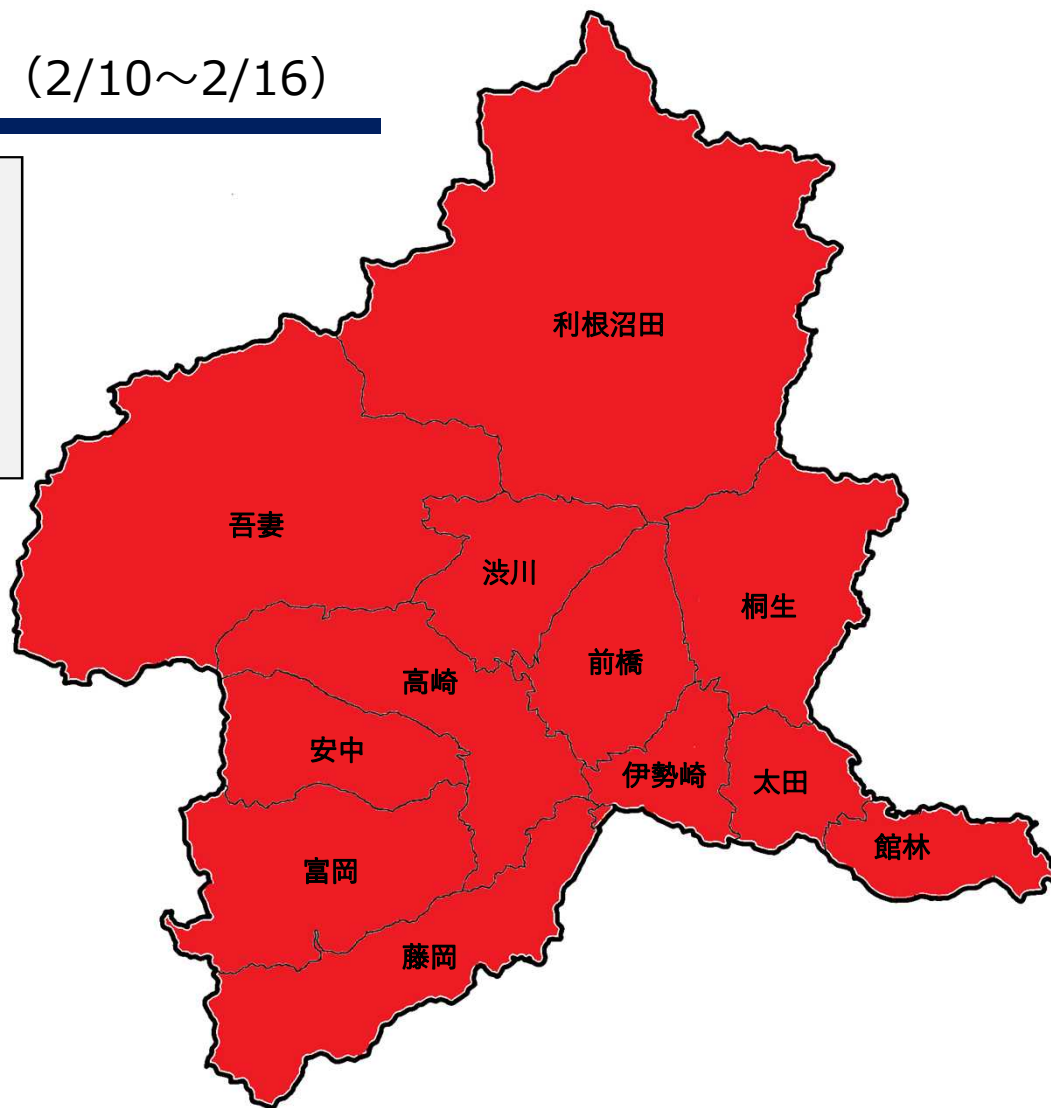 （2/10～2/16）
利根沼田
吾妻
渋川
桐生
前橋
高崎
安中
伊勢崎
太田
館林
富岡
藤岡